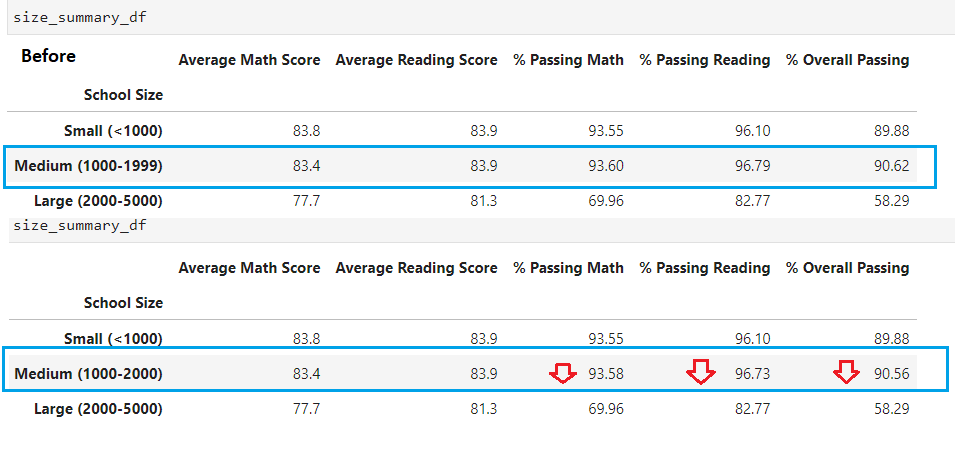 size_summary_df
Before
Average Math Score Average Reading Score % Passing Math % Passing Reading % Overall Passing
School Size
Small (<1000) 83.8 83.9 93.55 96.10 89.88
Medium (1000-1999) 83.4 83.9 93.60 96.79 90.62
Large (2000-5000) 77.7 81.3 69.96 82.77 58.29
size_summary_df
Average Math Score Average Reading Score % Passing Math % Passing Reading % Overall Passing
School Size
Small (<1000) 83.8 83.9 93.55 96.10 89.88
Medium (1000-2000) 83.4 83.9 93.58 96.73 90.56
Large (2000-5000) 77.7 81.3 69.96 82.77 58.29